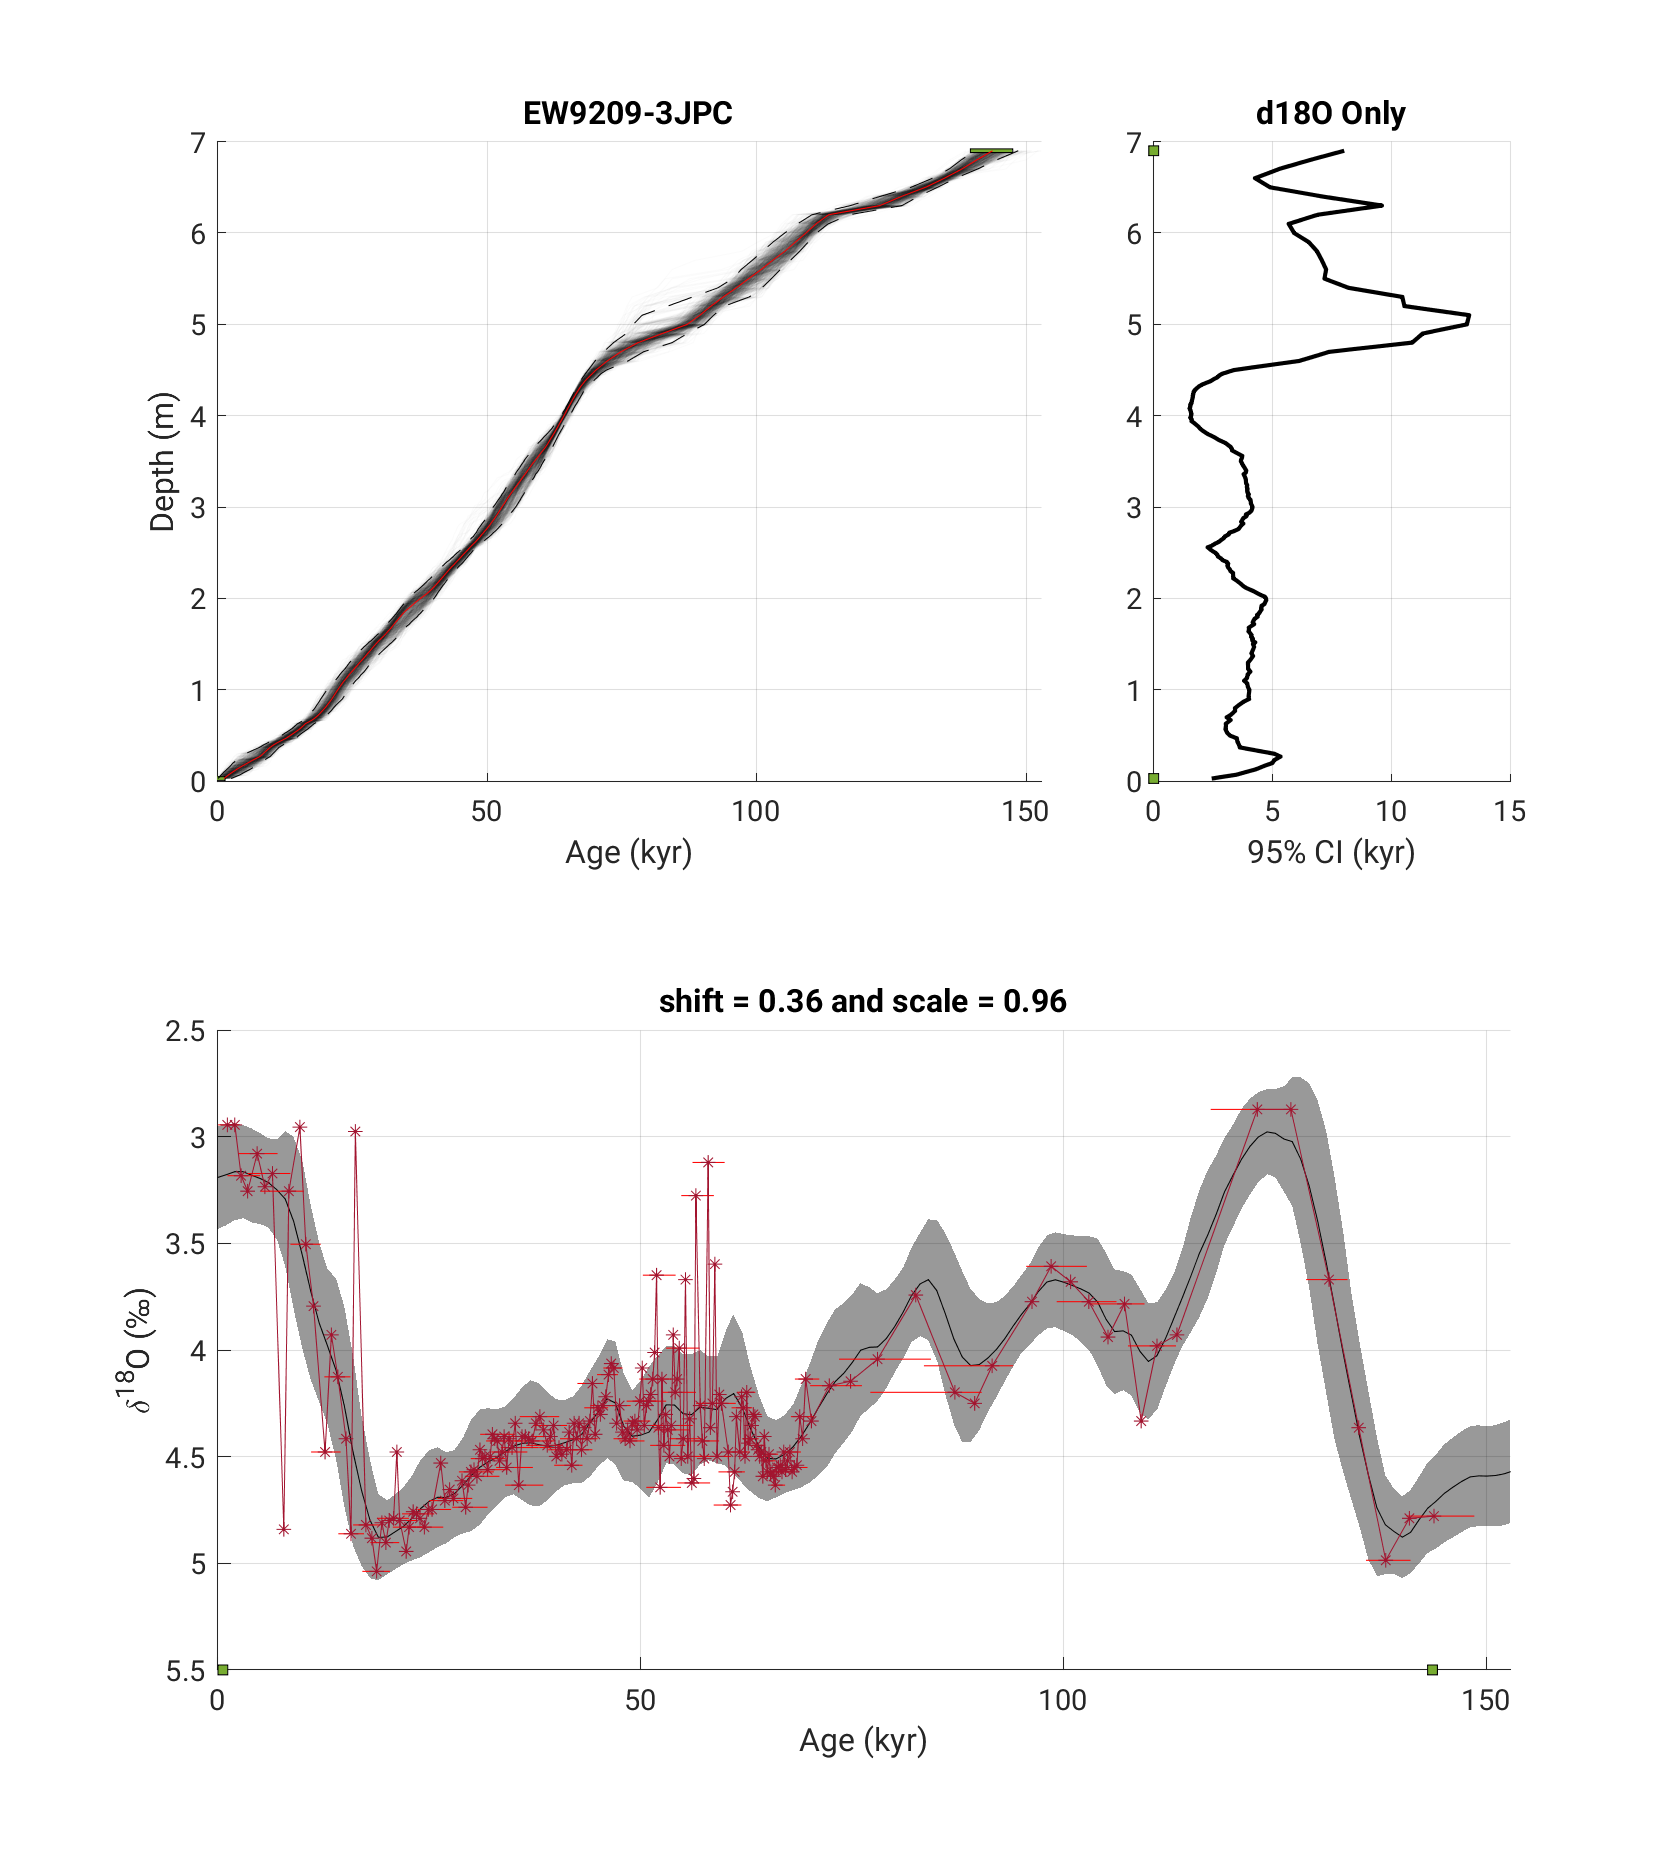 EW9209-3JPC
d18O Only
7
6
5
4
3
2
1
0
Depth (m)
0 50 100 150
Age (kyr)
7
6
5
4
3
2
1
0
0 5 10 15
95% CI (kyr)
shift = 0.36 and scale = 0.96
2.5
3
3.5
4
4.5
5
5.5
δ18O (‰)
0 50 100 150
Age (kyr)